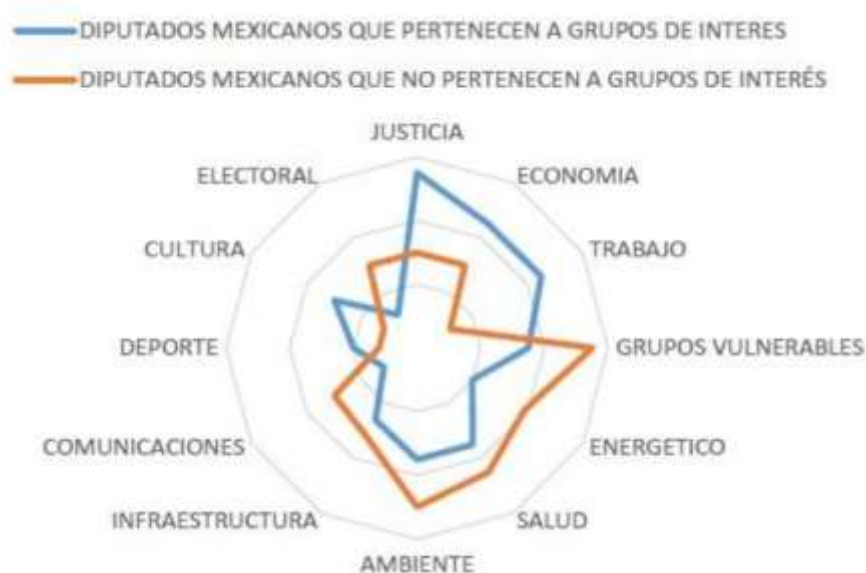 DIPUTADOS MEXICANOS QUE PERTENECEN A GRUPOS DE INTERES
DIPUTADOS MEXICANOS QUE NO PERTENECEN A GRUPOS DE INTERÉS
JUSTICIA
ELECTORAL
ECONOMIA
CULTURA
TRABAJO
DEPORTE
GRUPOS VULNERABLES
COMUNICACIONES
ENERGETICO
INFRAESTRUCTURA
SALUD
AMBIENTE